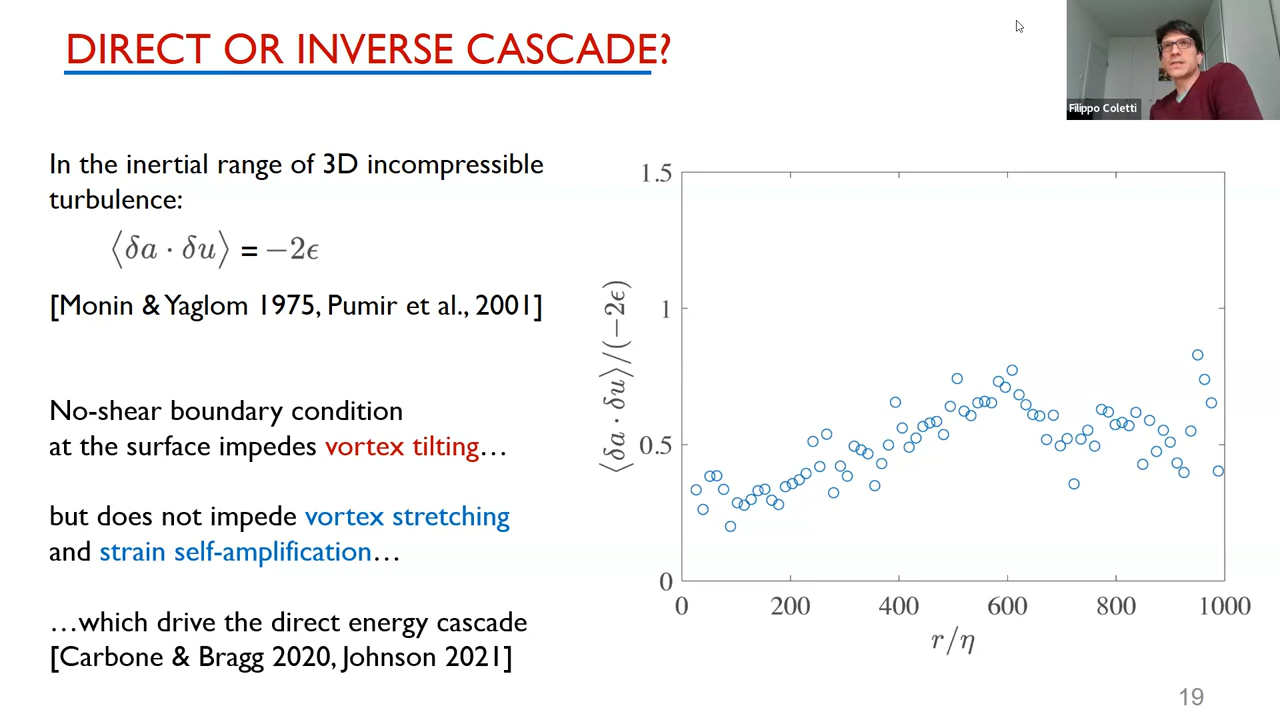 DIRECT OR INVERSE CASCADE?
Filippo Coletti
In the inertial range of 3D incompressible
turbulence:
⟨δa · δu⟩ = −2ϵ
[Monin & Yaglom 1975, Pumir et al., 2001]
No-shear boundary condition
at the surface impedes vortex tilting…
but does not impede vortex stretching
and strain self-amplification…
…which drive the direct energy cascade
[Carbone & Bragg 2020, Johnson 2021]
⟨δa · δu⟩/(−2ϵ)
1.5
1
0.5
0
0 200 400 600 800 1000
r/η
19